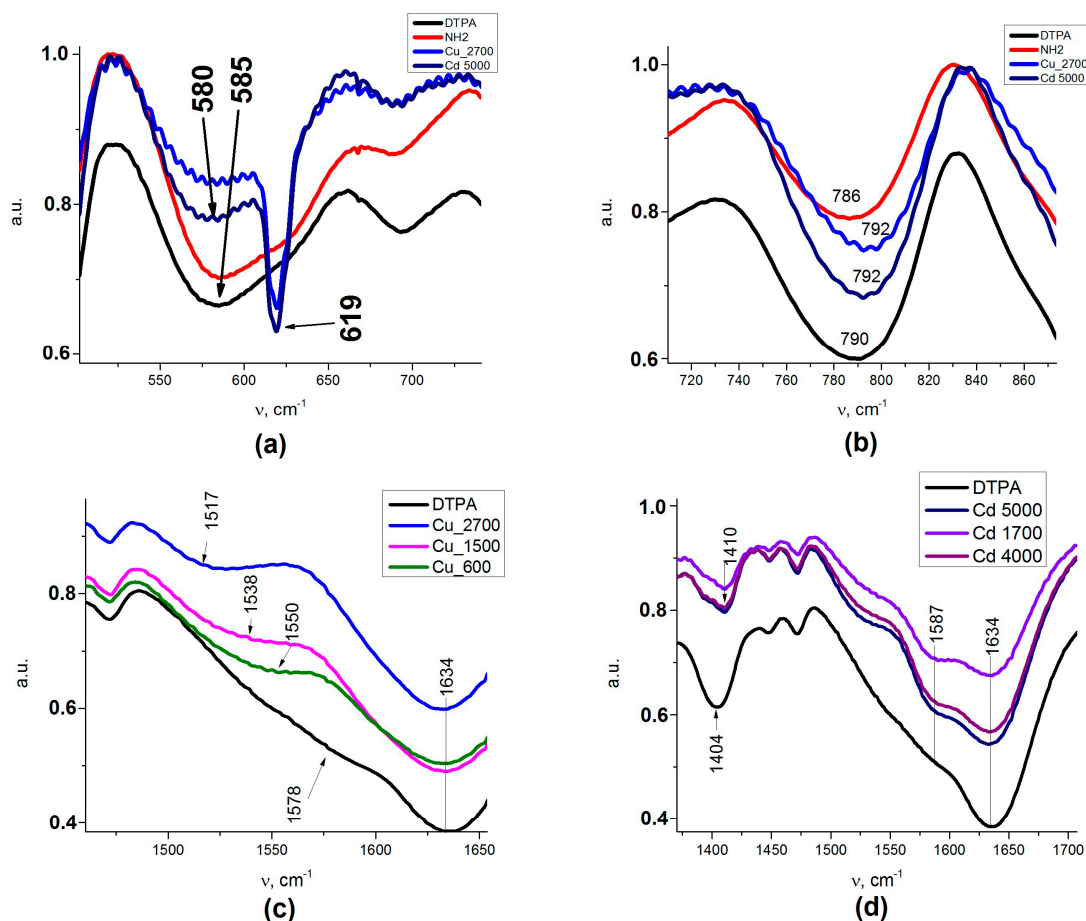 DTPA
NH2
Cu_2700
Cd 5000
1.0
0.8
0.6
a.u.
580
585
619
550
600
650
700
ν, cm-1
(a)
DTPA
NH2
Cu_2700
Cd 5000
1.0
0.8
0.6
a.u.
786
792
792
790
720
740
760
780
800
820
840
860
ν, cm-1
(b)
DTPA
Cu_2700
Cu_1500
Cu_600
0.8
0.6
0.4
a.u.
1517
1538
1550
1578
1634
1500
1550
1600
1650
ν, cm-1
(c)
DTPA
Cd 5000
Cd 1700
Cd 4000
1.0
0.8
0.6
0.4
a.u.
1410
1404
1587
1634
1400
1450
1500
1550
1600
1650
1700
ν, cm-1
(d)